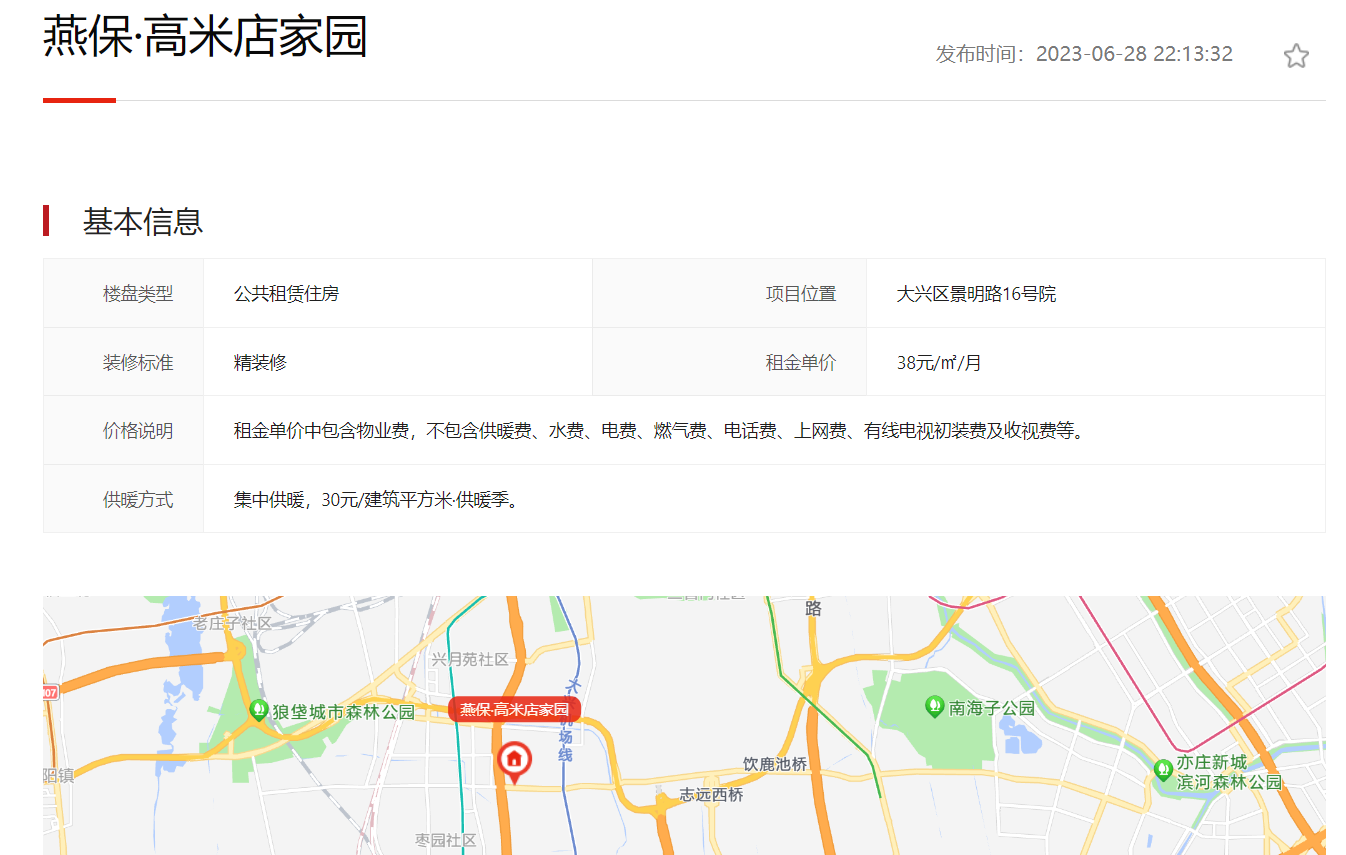 燕保·高米店家园
发布时间：2023-06-28 22:13:32
基本信息
楼盘类型 公共租赁住房 项目位置 大兴区景明路16号院
装修标准 精装修 租金单价 38元/㎡/月
价格说明 租金单价中包含物业费，不包含供暖费、水费、电费、燃气费、电话费、上网费、有线电视初装费及收视费等。
供暖方式 集中供暖，30元/建筑平方米·供暖季。
路
老庄子社区
兴月苑社区
燕保·高米店家园
狼垡城市森林公园
南海子公园
饮鹿池桥
亦庄新城
滨河森林公园
阳镇
志远西桥
枣园社区